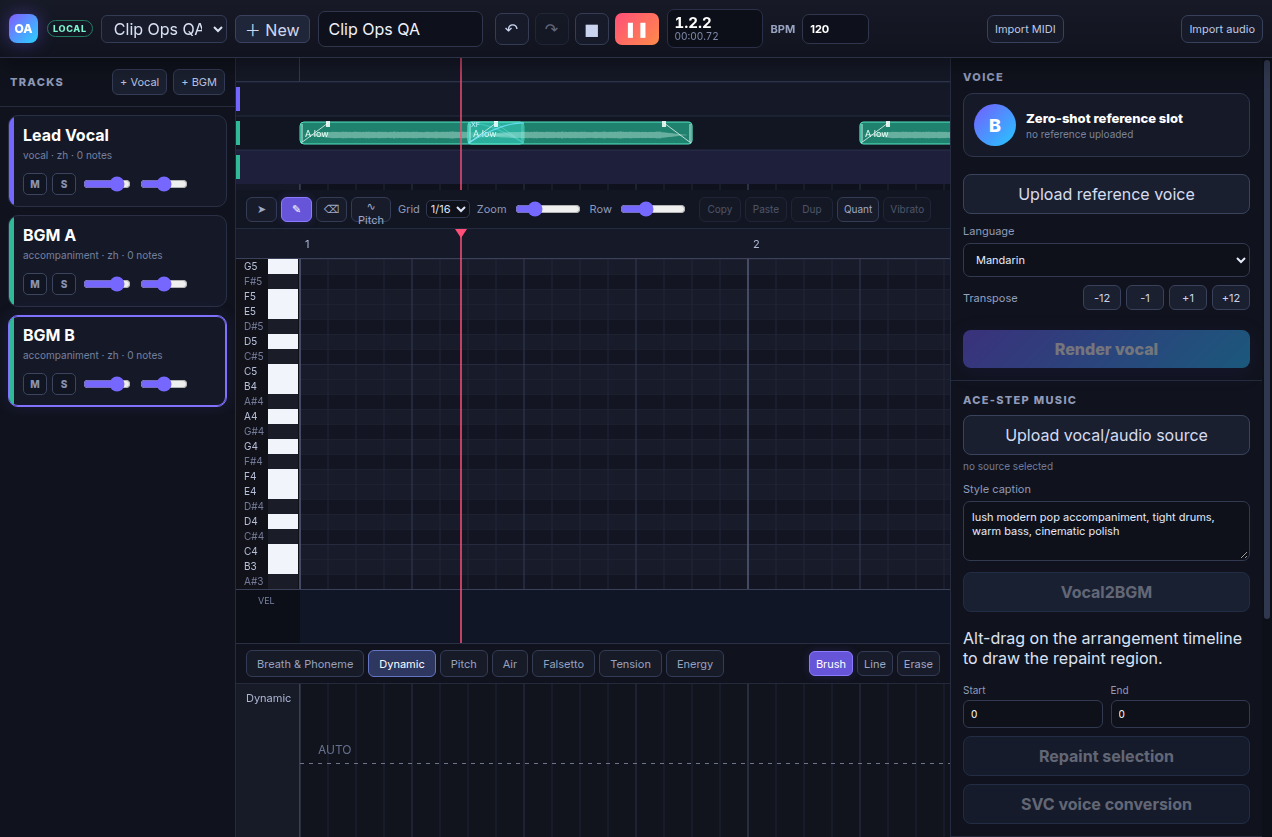 OA LOCAL Clip Ops QA + New Clip Ops QA 1.2.2 BPM 120 Import MIDI Import audio
00:00.72
TRACKS + Vocal + BGM
Lead Vocal
vocal · zh · 0 notes
M S
BGM A
accompaniment · zh · 0 notes
M S
BGM B
accompaniment · zh · 0 notes
M S
A low A low A low
Pitch Grid 1/16 Zoom Row Copy Paste Dup Quant Vibrato
1 2
G5
F#5
F5
E5
D#5
D5
C#5
C5
B4
A#4
A4
G#4
G4
F#4
F4
E4
D#4
D4
C#4
C4
B3
A#3
VEL
Breath & Phoneme Dynamic Pitch Air Falsetto Tension Energy Brush Line Erase
Dynamic
AUTO
VOICE
B Zero-shot reference slot
no reference uploaded
Upload reference voice
Language
Mandarin
Transpose -12 -1 +1 +12
Render vocal
ACE-STEP MUSIC
Upload vocal/audio source
no source selected
Style caption
lush modern pop accompaniment, tight drums,
warm bass, cinematic polish
Vocal2BGM
Alt-drag on the arrangement timeline
to draw the repaint region.
Start End
0 0
Repaint selection
SVC voice conversion